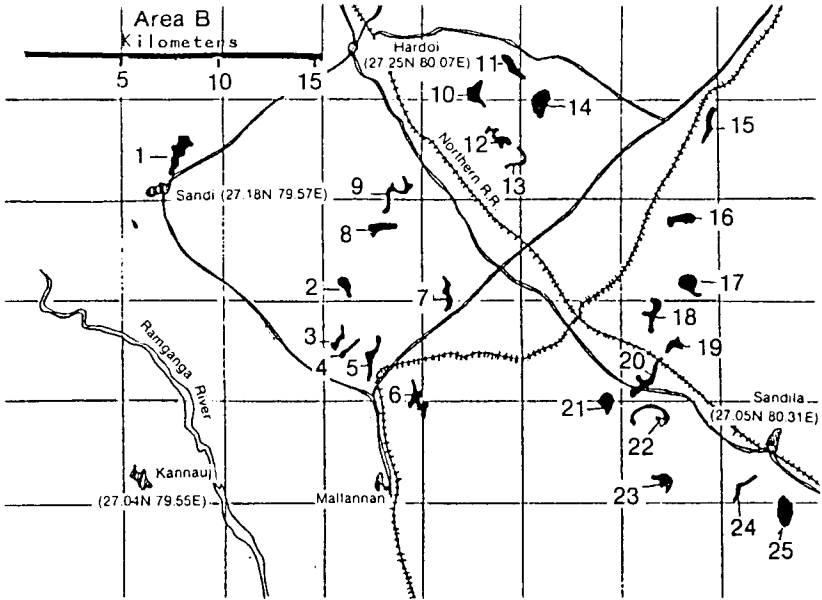 Area B
Kilometers
5 10 15
Hardoi
(27.25N 80.07E)
11
10
14
15
12
13
1
Northern R.R.
9
Sandi (27.18N 79.57E)
8
16
2
7
17
18
3
4
5
19
20
6
21
Sandila
(27.05N 80.31E)
22
Ramganga
River
Kannauj
(27.04N 79.55E)
Mallannan
23
24
25